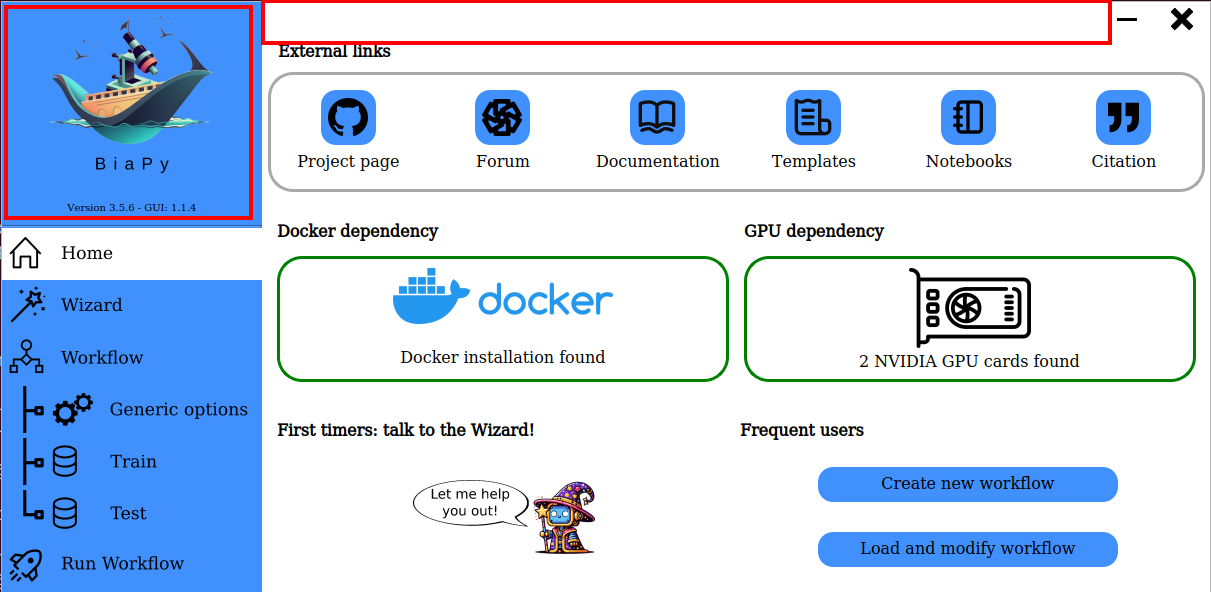 BiaPy
Version 3.5.6 - GUI: 1.1.4
Home
Wizard
Workflow
Generic options
Train
Test
Run Workflow
External links
Project page
Forum
Documentation
Templates
Notebooks
Citation
Docker dependency
docker
Docker installation found
GPU dependency
2 NVIDIA GPU cards found
First timers: talk to the Wizard!
Let me help
you out!
Frequent users
Create new workflow
Load and modify workflow